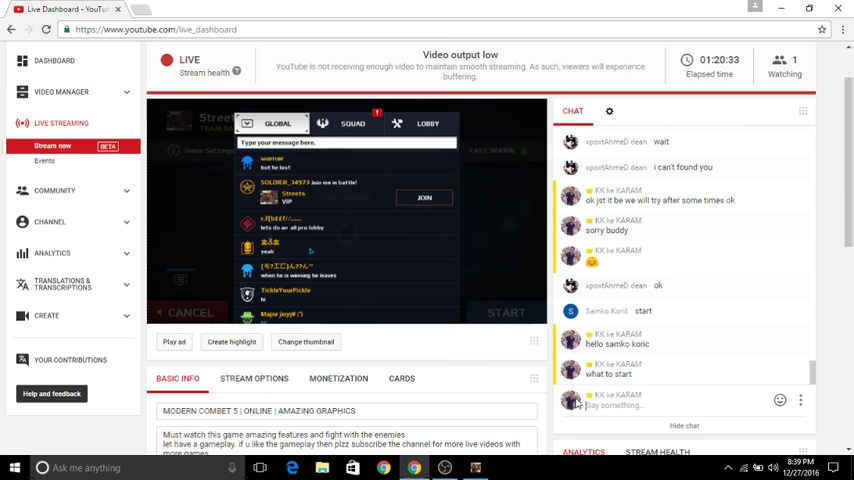 Live Dashboard - YouTube
https://www.youtube.com/live_dashboard
DASHBOARD
VIDEO MANAGER
LIVE STREAMING
Stream now BETA
Events
COMMUNITY
CHANNEL
ANALYTICS
TRANSLATIONS &
TRANSCRIPTIONS
CREATE
YOUR CONTRIBUTIONS
Help and feedback
LIVE
Stream health
Video output low
YouTube is not receiving enough video to maintain smooth streaming. As such, viewers will experience
buffering.
01:20:33
Elapsed time
1
Watching
GLOBAL
SQUAD
LOBBY
Type your message here.
but he lost
SOLDIER_34973 Join me in battle!
Streets
VIP
JOIN
lets do an all pro lobby
yeah
when he is winning he leaves
TickleYourPickle
hi
CANCEL
START
Play ad
Create highlight
Change thumbnail
BASIC INFO
STREAM OPTIONS
MONETIZATION
CARDS
MODERN COMBET 5 | ONLINE | AMAZING GRAPHICS
Must watch this game amazing features and fight with the enemies.
let have a gameplay. if u like the gameplay then plzz subscribe the channel for more live videos with
more games
CHAT
xpoxtAhmeD dean wait
xpoxtAhmeD dean i can't found you
KK ke KARAM
ok jst it be we will try after some times ok
KK ke KARAM
sorry buddy
KK ke KARAM
😊
xpoxtAhmeD dean ok
S Samko Korič start
KK ke KARAM
hello samko koric
KK ke KARAM
what to start
KK ke KARAM
Say something...
Hide chat
ANALYTICS
STREAM HEALTH
Ask me anything
8:39 PM
12/27/2016